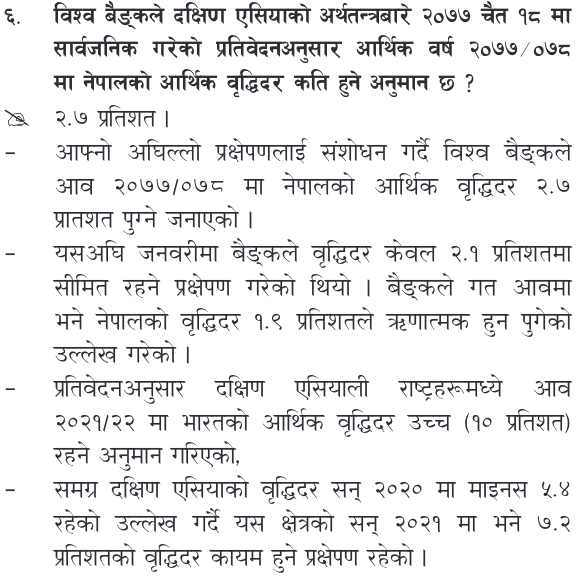 ६. विश्व बैङ्कले दक्षिण एसियाको अर्थतन्त्रबारे २०७७ चैत १८ मा
सार्वजनिक गरेको प्रतिवेदनअनुसार आर्थिक वर्ष २०७७/०७८
मा नेपालको आर्थिक वृद्धिदर कति हुने अनुमान छ ?
२.७ प्रतिशत ।
– आफ्नो अघिल्लो प्रक्षेपणलाई संशोधन गर्दै विश्व बैङ्कले
आव २०७७/०७८ मा नेपालको आर्थिक वृद्धिदर २.७
प्रातशत पुग्ने जनाएको ।
– यसअघि जनवरीमा बैङ्कले वृद्धिदर केवल २.१ प्रतिशतमा
सीमित रहने प्रक्षेपण गरेको थियो । बैङ्कले गत आवमा
भने नेपालको वृद्धिदर १.९ प्रतिशतले ऋणात्मक हुन पुगेको
उल्लेख गरेको ।
– प्रतिवेदनअनुसार दक्षिण एसियाली राष्ट्रहरूमध्ये आव
२०२१/२२ मा भारतको आर्थिक वृद्धिदर उच्च (१० प्रतिशत)
रहने अनुमान गरिएको,
– समग्र दक्षिण एसियाको वृद्धिदर सन् २०२० मा माइनस ५.४
रहेको उल्लेख गर्दै यस क्षेत्रको सन् २०२१ मा भने ७.२
प्रतिशतको वृद्धिदर कायम हुने प्रक्षेपण रहेको ।